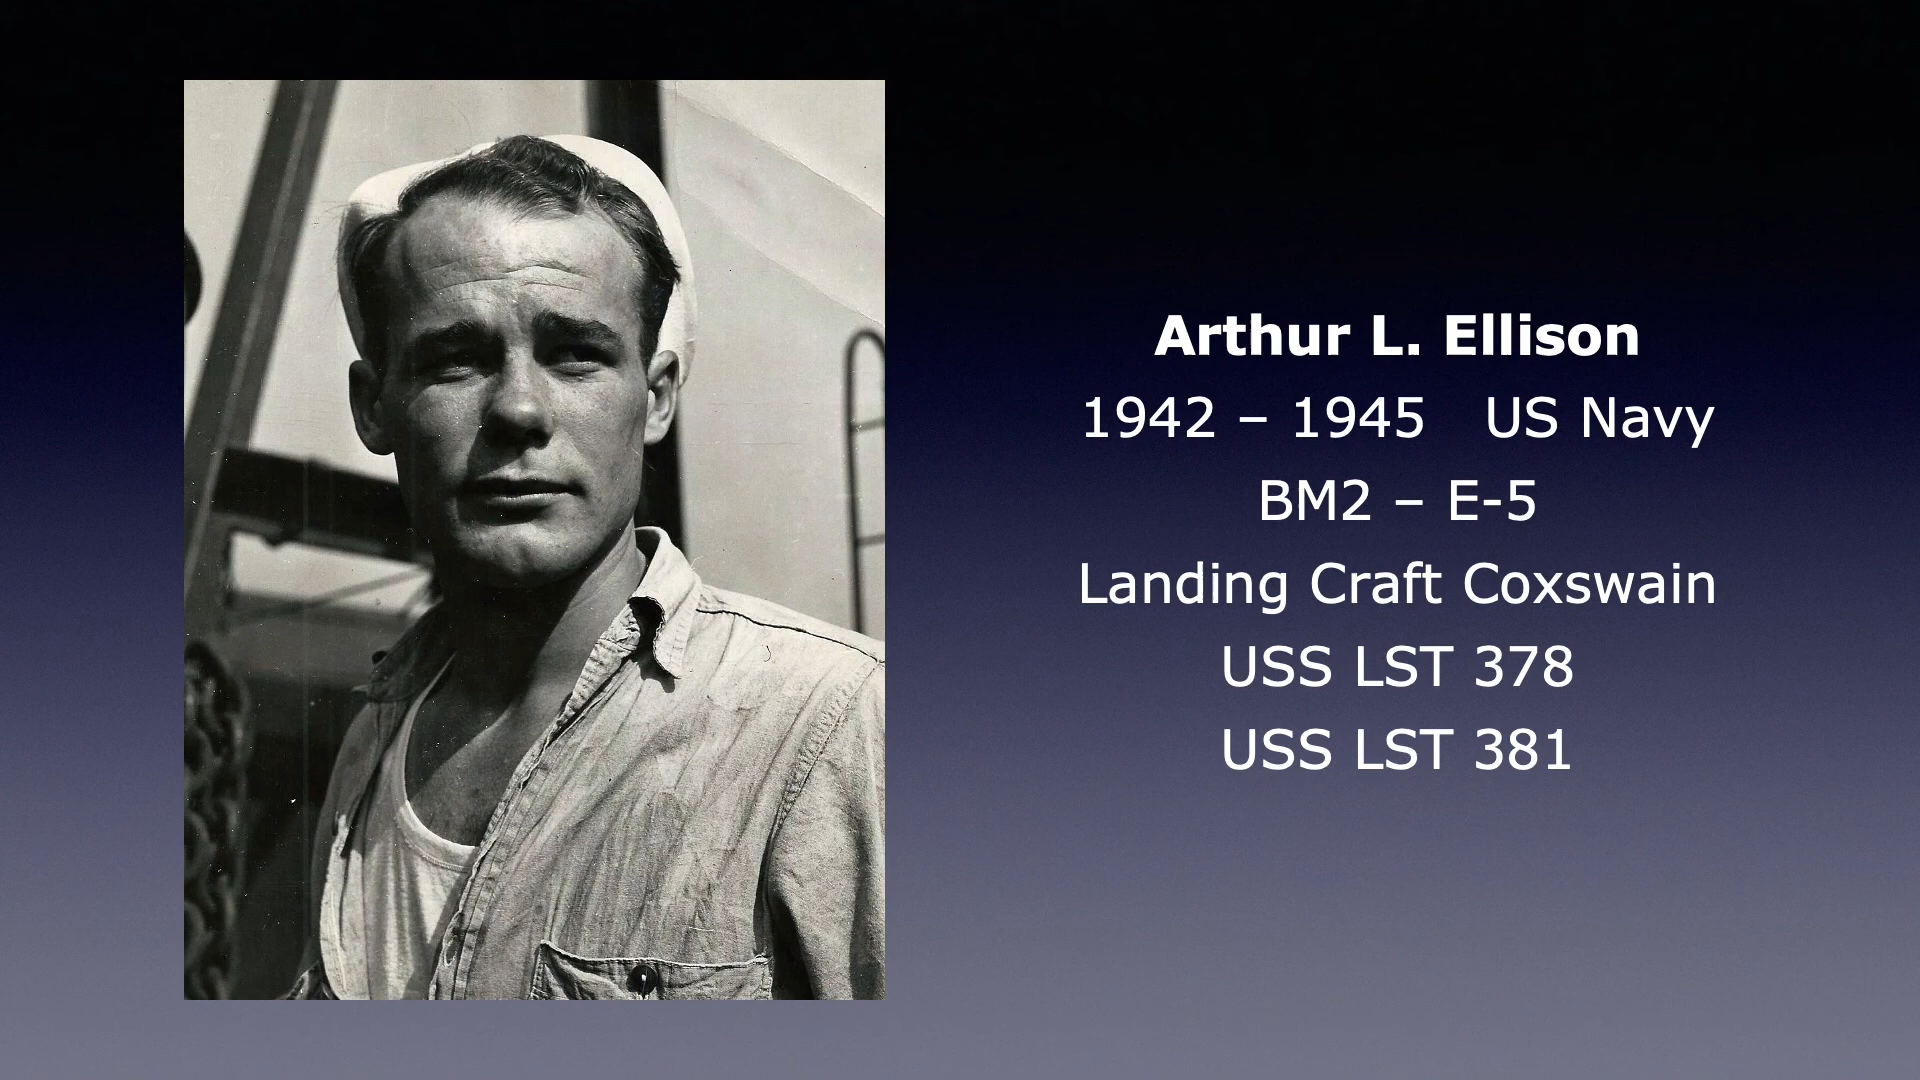 Arthur L. Ellison
1942 – 1945 US Navy
BM2 – E-5
Landing Craft Coxswain
USS LST 378
USS LST 381